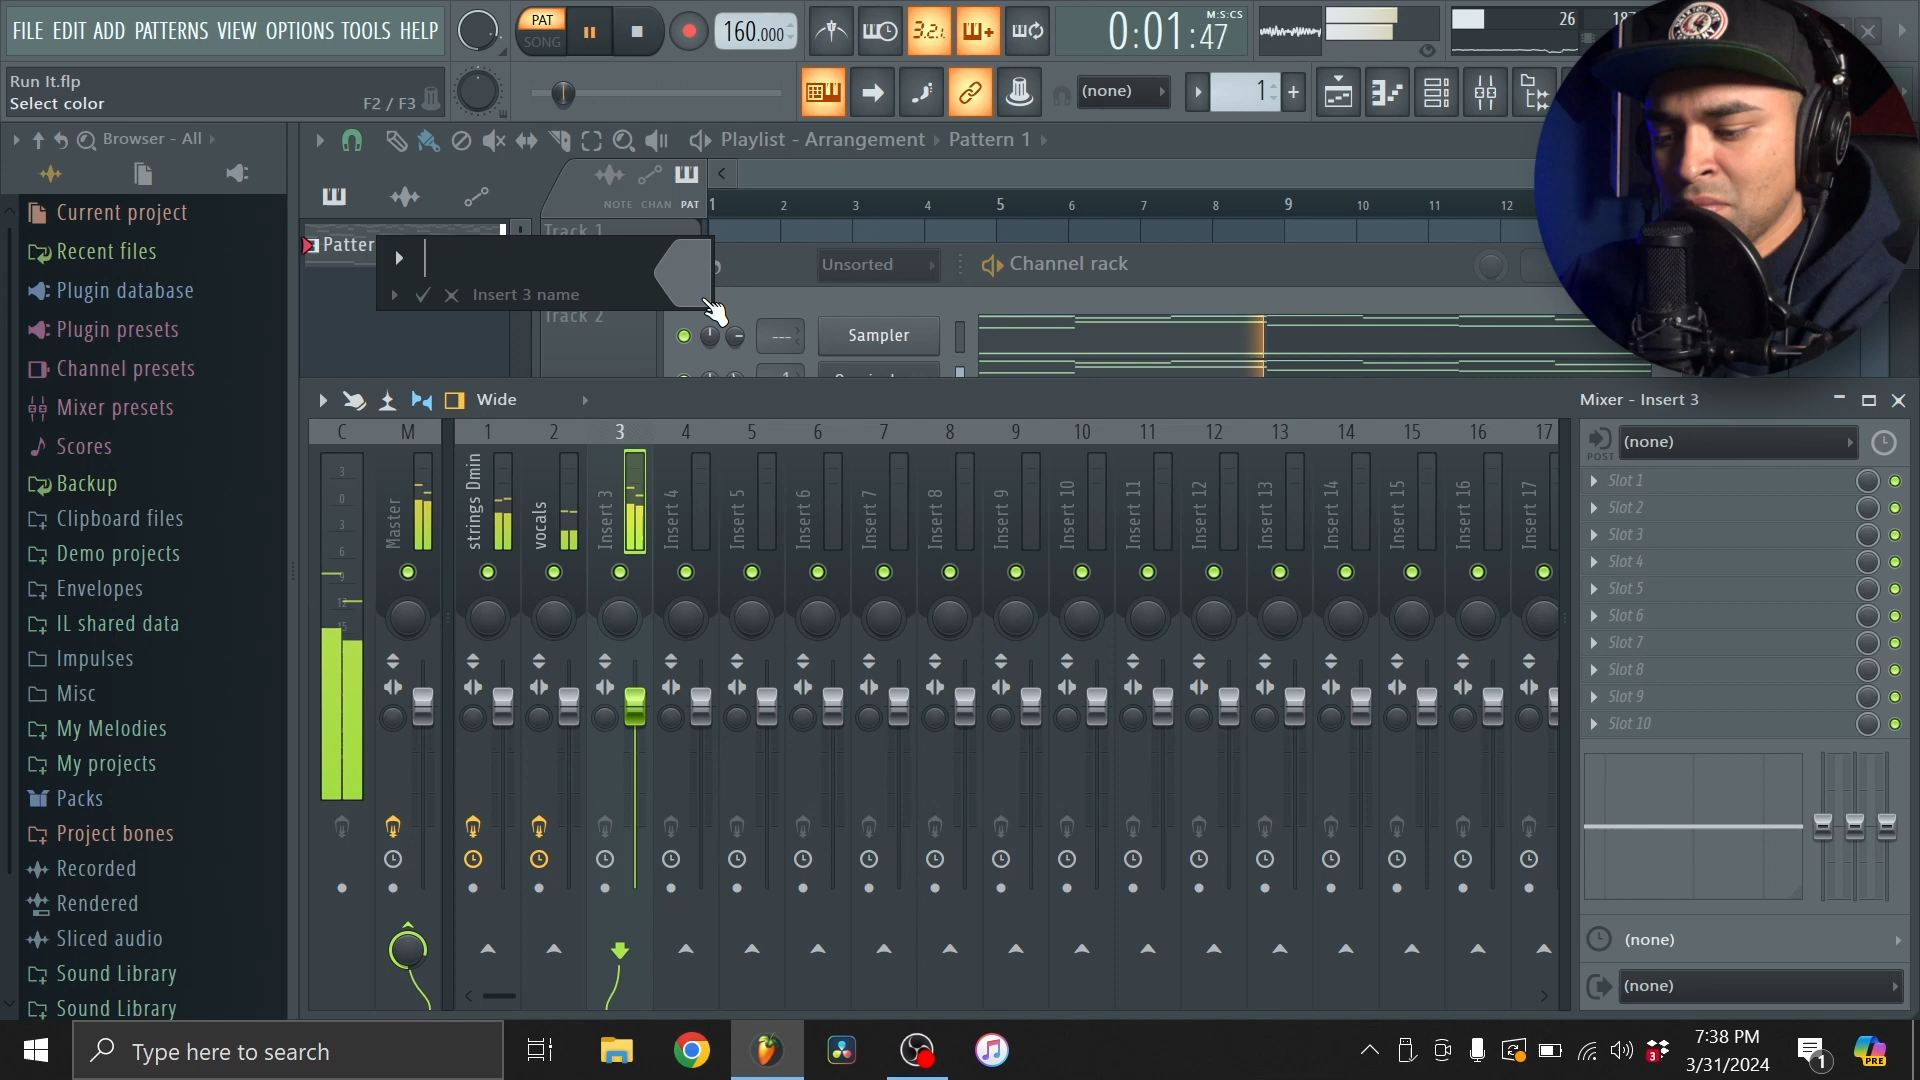 FILE EDIT ADD PATTERNS VIEW OPTIONS TOOLS HELP
PAT
SONG
160.000
3.2.1
M:S:CS
0:01:47
26
187
Run It.flp
Select color
F2 / F3
(none)
1
Browser - All
Playlist - Arrangement
Pattern 1
NOTE CHAN PAT
1 2 3 4 5 6 7 8 9 10 11 12
Current project
Recent files
Plugin database
Plugin presets
Channel presets
Mixer presets
Scores
Backup
Clipboard files
Demo projects
Envelopes
IL shared data
Impulses
Misc
My Melodies
My projects
Packs
Project bones
Recorded
Rendered
Sliced audio
Sound Library
Sound Library
Patter
Track 1
Insert 3 name
Track 2
Unsorted
Channel rack
---
Sampler
Wide
C M 1 2 3 4 5 6 7 8 9 10 11 12 13 14 15 16 17
3
0
3
6
9
12
15
Master
strings Dmin
vocals
Insert 3
Insert 4
Insert 5
Insert 6
Insert 7
Insert 8
Insert 9
Insert 10
Insert 11
Insert 12
Insert 13
Insert 14
Insert 15
Insert 16
Insert 17
Mixer - Insert 3
POST
(none)
Slot 1
Slot 2
Slot 3
Slot 4
Slot 5
Slot 6
Slot 7
Slot 8
Slot 9
Slot 10
(none)
(none)
Type here to search
3
7:38 PM
3/31/2024
1
PRE